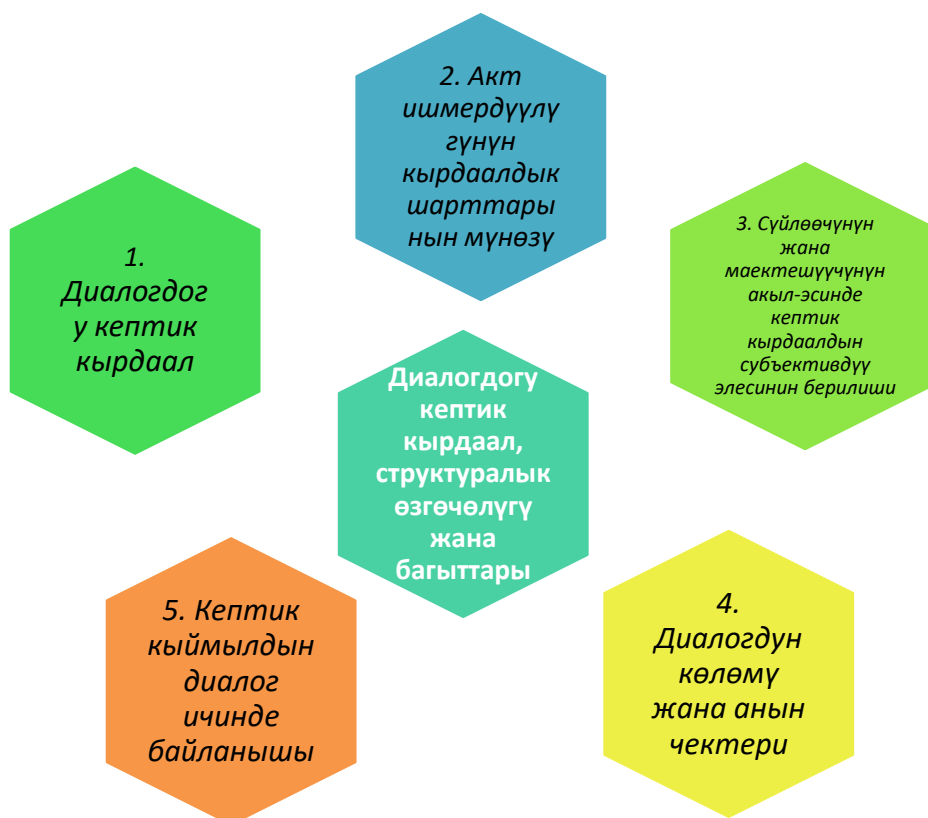 1.
Диалогдог
у кептик
кырдаал
2. Акт
ишмердүүлү
гүнүн
кырдаалдык
шарттары
нын мүнөзү
3. Сүйлөөчүнүн
жана
маектешүүчүнүн
акыл-эсинде
кептик
кырдаалдын
субъективдүү
элесинин берилиши
Диалогдогу
кептик
кырдаал,
структуралык
өзгөчөлүгү
жана
багыттары
4.
Диалогдун
көлөмү
жана анын
чектери
5. Кептик
кыймылдын
диалог
ичинде
байланышы